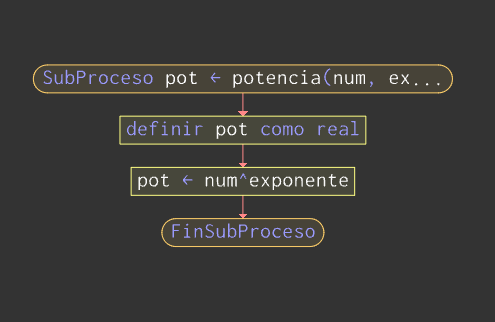 SubProceso pot ← potencia(num, ex...
definir pot como real
pot ← num^exponente
FinSubProceso